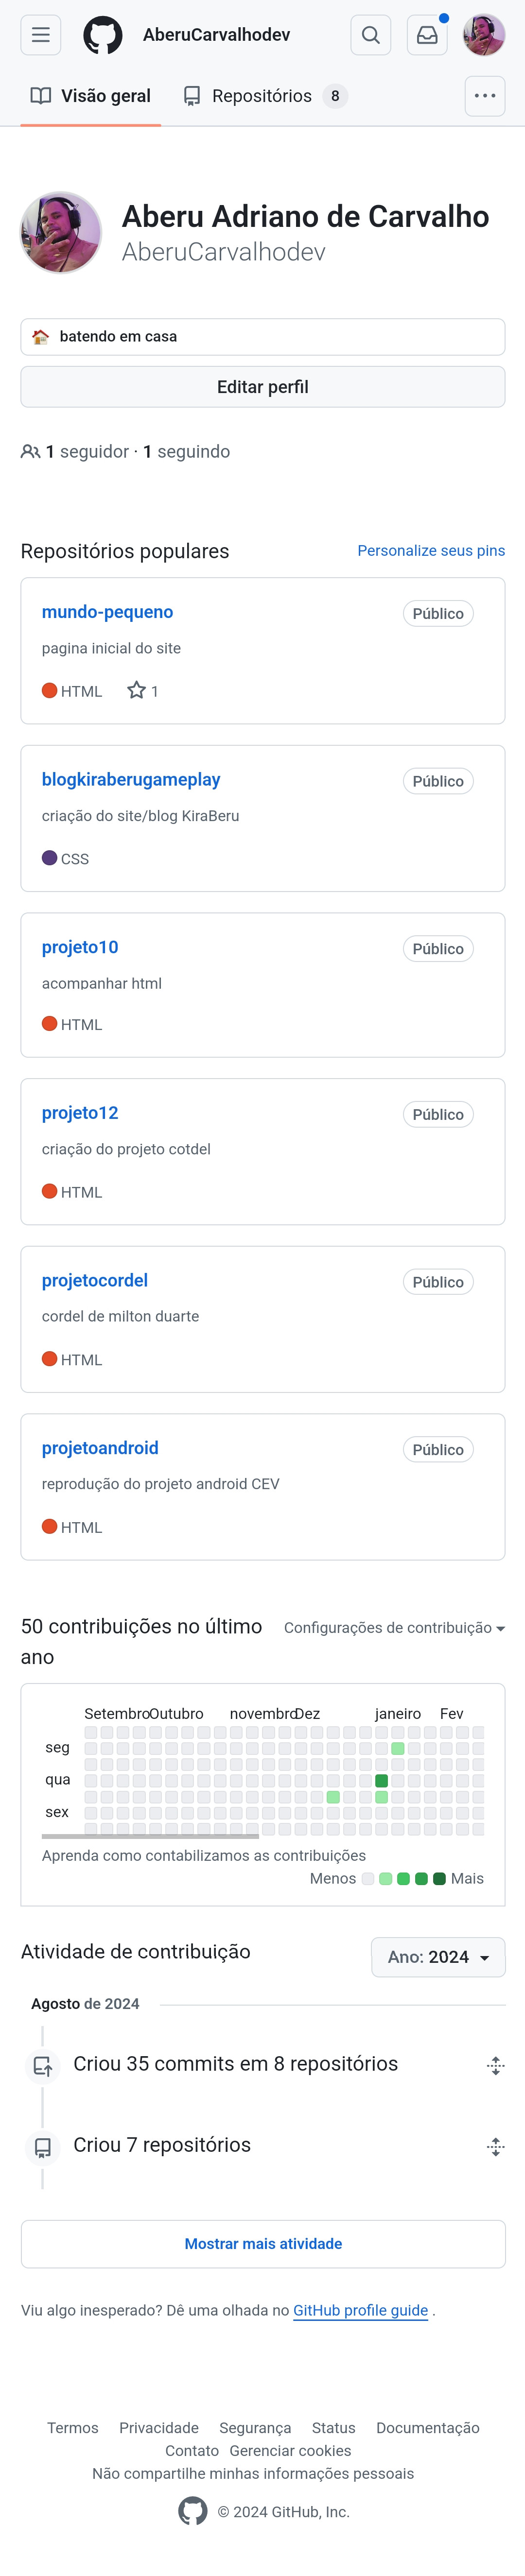 AberuCarvalhodev
Visão geral
Repositórios 8
Aberu Adriano de Carvalho
AberuCarvalhodev
batendo em casa
Editar perfil
1 seguidor · 1 seguindo
Repositórios populares
Personalize seus pins
mundo-pequeno
Público
pagina inicial do site
HTML
1
blogkiraberugameplay
Público
criação do site/blog KiraBeru
CSS
projeto10
Público
acompanhar html
HTML
projeto12
Público
criação do projeto cotdel
HTML
projetocordel
Público
cordel de milton duarte
HTML
projetoandroid
Público
reprodução do projeto android CEV
HTML
50 contribuições no último
ano
Configurações de contribuição
Setembro Outubro novembro Dez janeiro Fev
seg
qua
sex
Aprenda como contabilizamos as contribuições
Menos Mais
Atividade de contribuição
Ano: 2024
Agosto de 2024
Criou 35 commits em 8 repositórios
Criou 7 repositórios
Mostrar mais atividade
Viu algo inesperado? Dê uma olhada no GitHub profile guide .
Termos Privacidade Segurança Status Documentação
Contato Gerenciar cookies
Não compartilhe minhas informações pessoais
© 2024 GitHub, Inc.